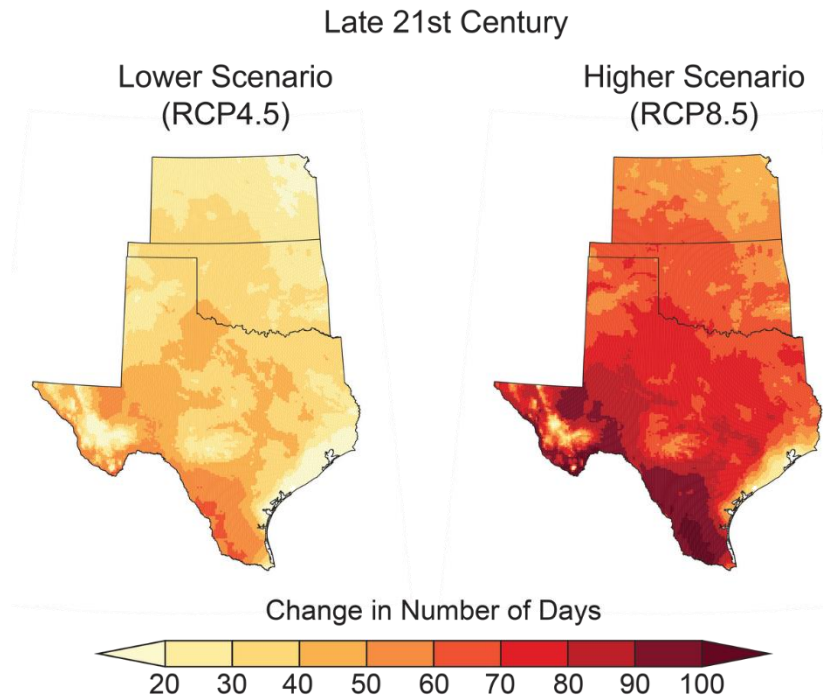 Late 21st Century
Lower Scenario
(RCP4.5)
Higher Scenario
(RCP8.5)
Change in Number of Days
20 30 40 50 60 70 80 90 100